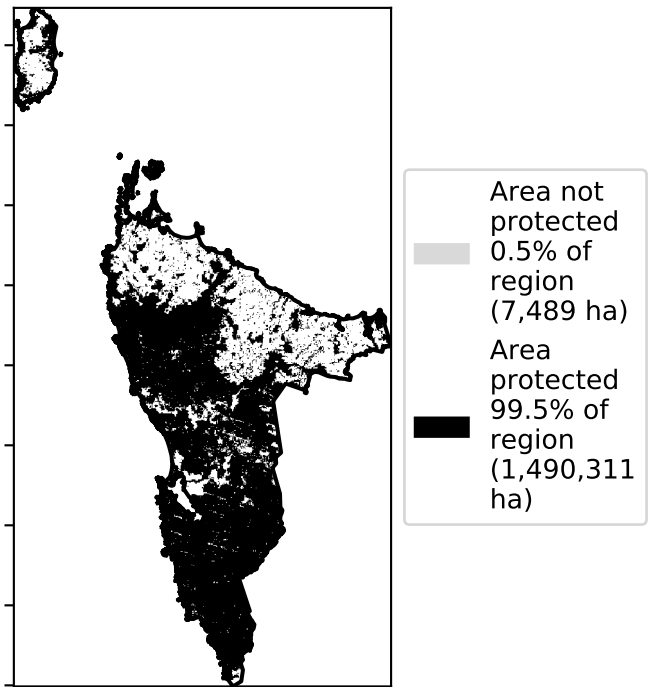 Area not
protected
0.5% of
region
(7,489 ha)
Area
protected
99.5% of
region
(1,490,311
ha)